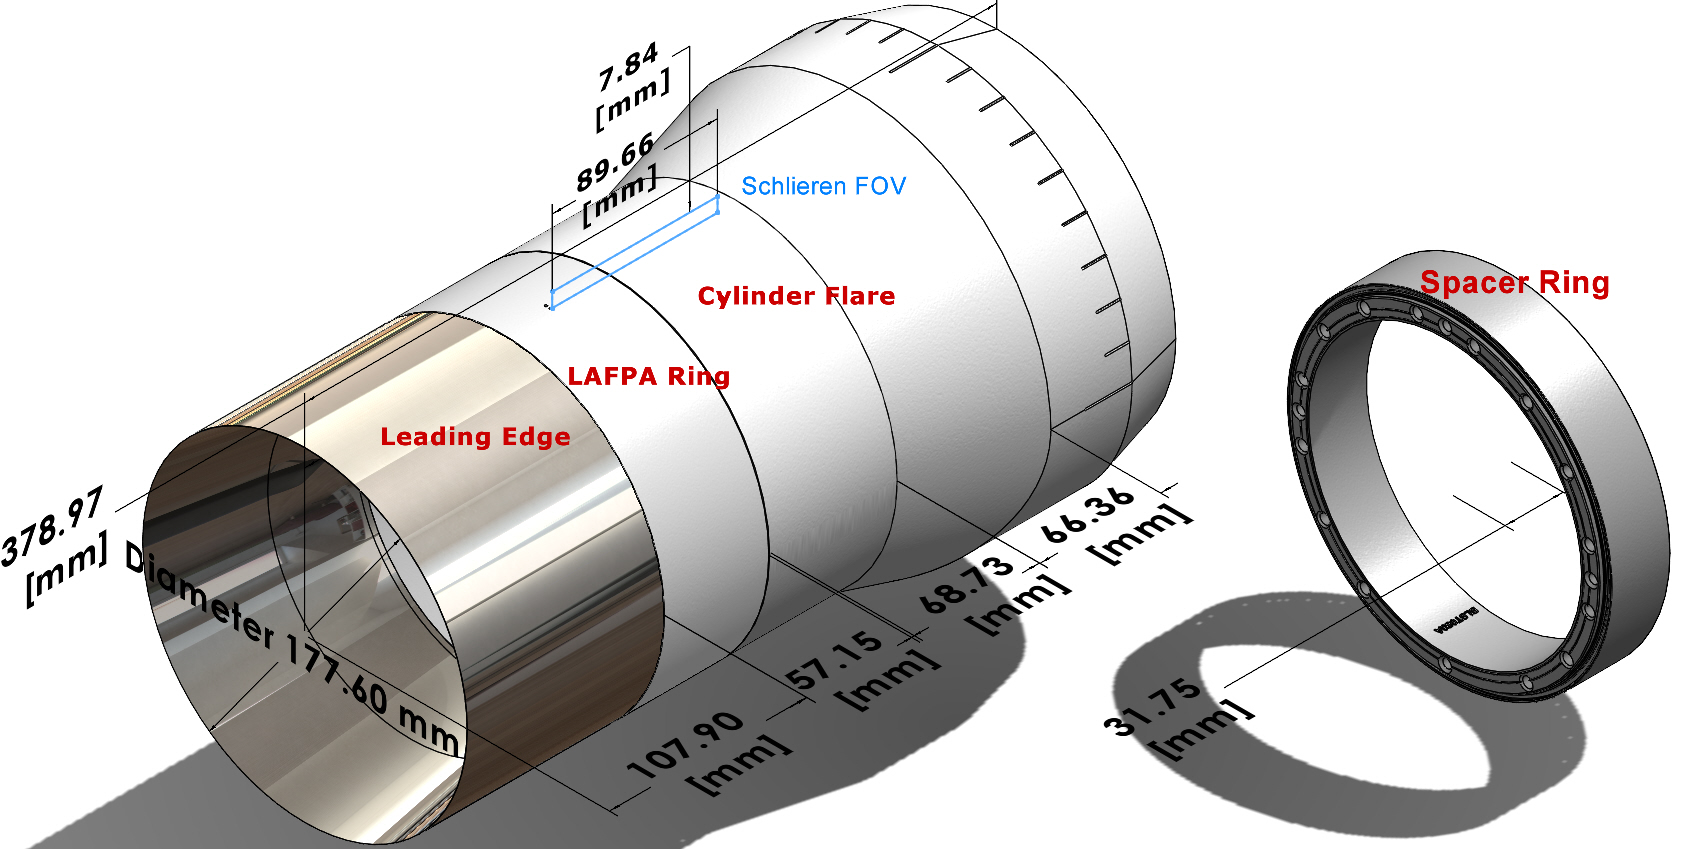 7.84
[mm]
89.66
[mm]
Schlieren FOV
Cylinder Flare
Spacer Ring
LAFPA Ring
Leading Edge
378.97
[mm]
Diameter 177.60 mm
66.36
[mm]
68.73
[mm]
57.15
[mm]
107.90
[mm]
31.75
[mm]